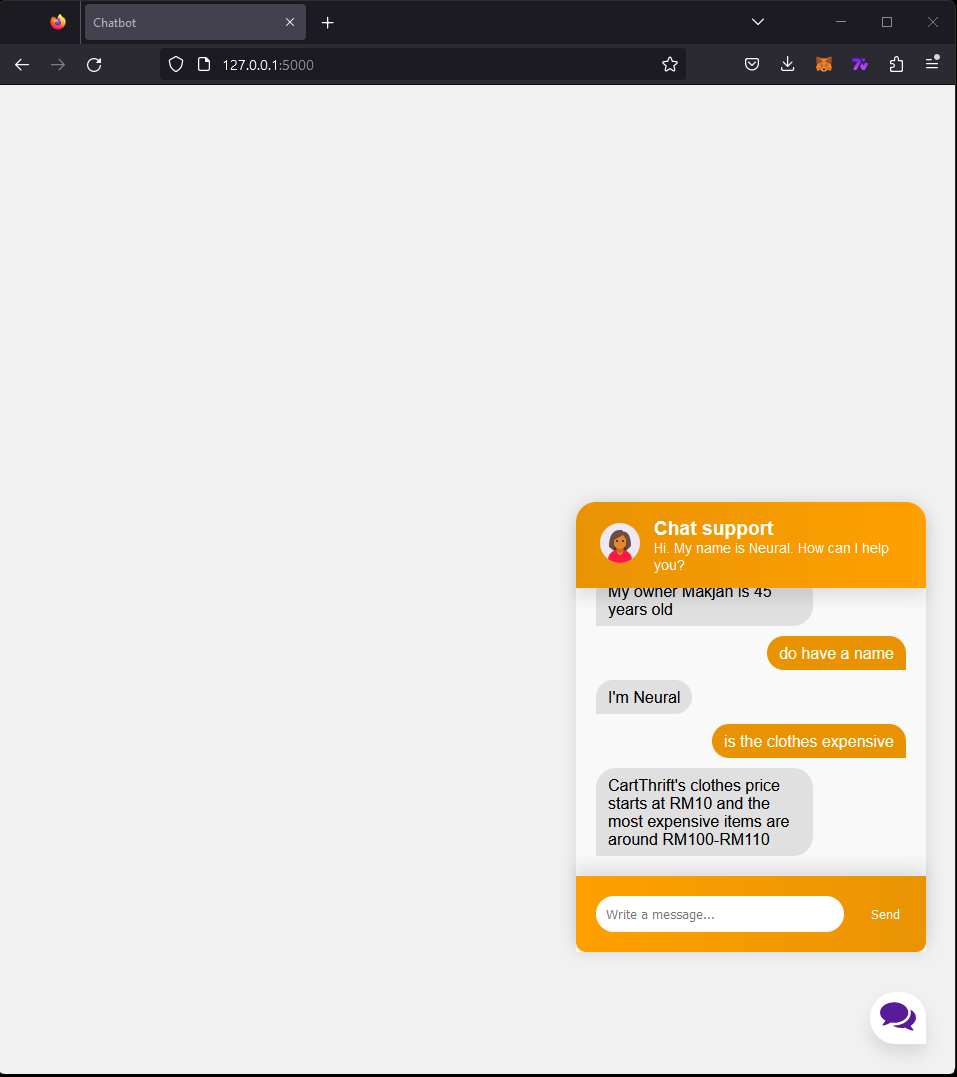 Chatbot
127.0.0.1:5000
Chat support
Hi. My name is Neural. How can I help
you?
My owner Makjah is 45
years old
do have a name
I'm Neural
is the clothes expensive
CartThrift's clothes price
starts at RM10 and the
most expensive items are
around RM100-RM110
Write a message...
Send